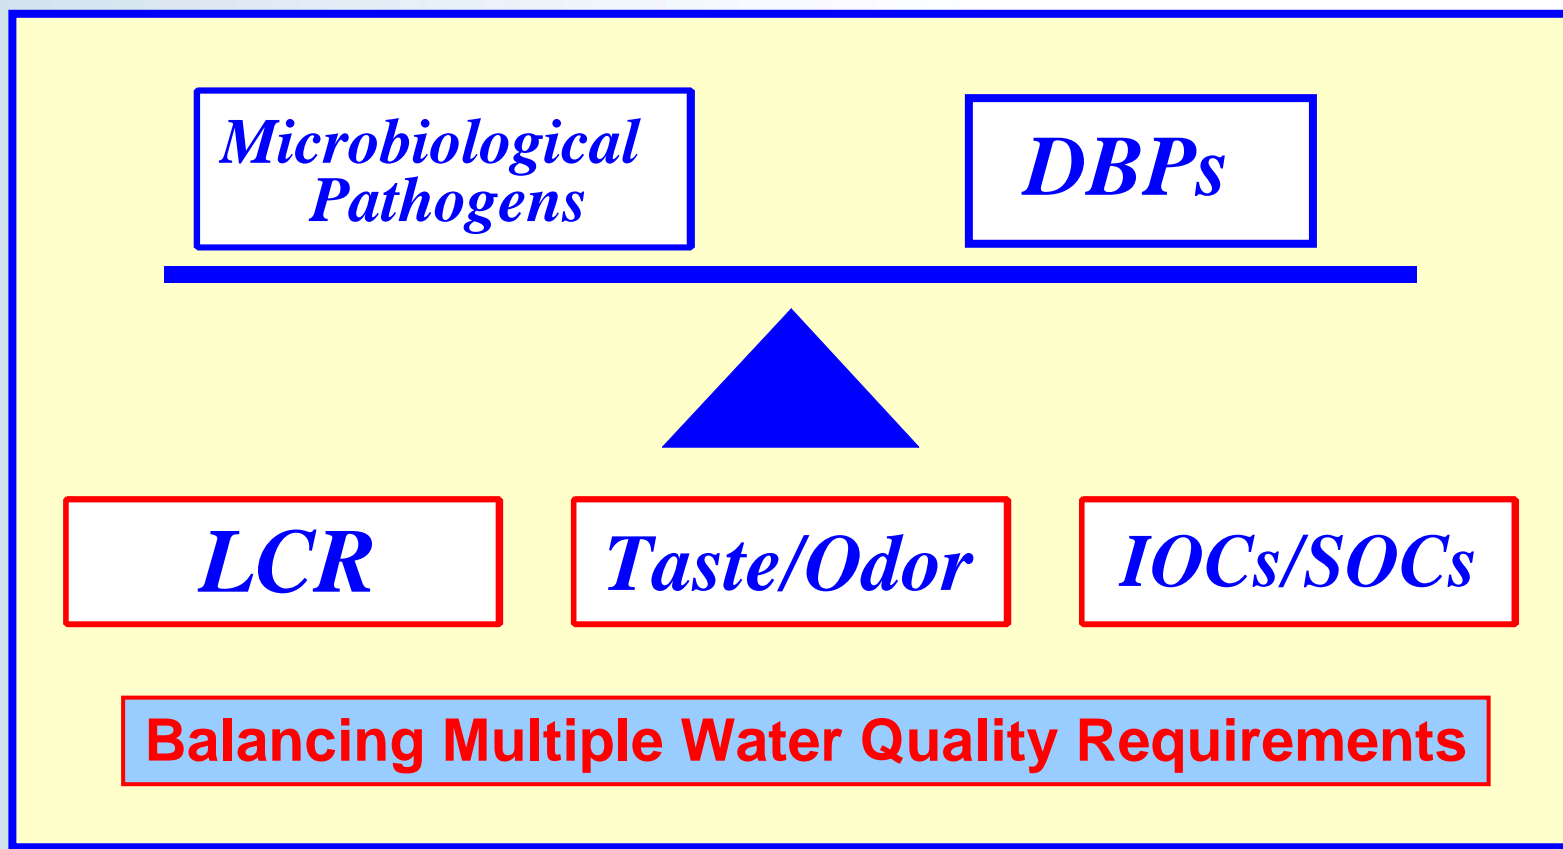 Microbiological
Pathogens
DBPs
LCR
Taste/Odor
IOCs/SOCs
Balancing Multiple Water Quality Requirements